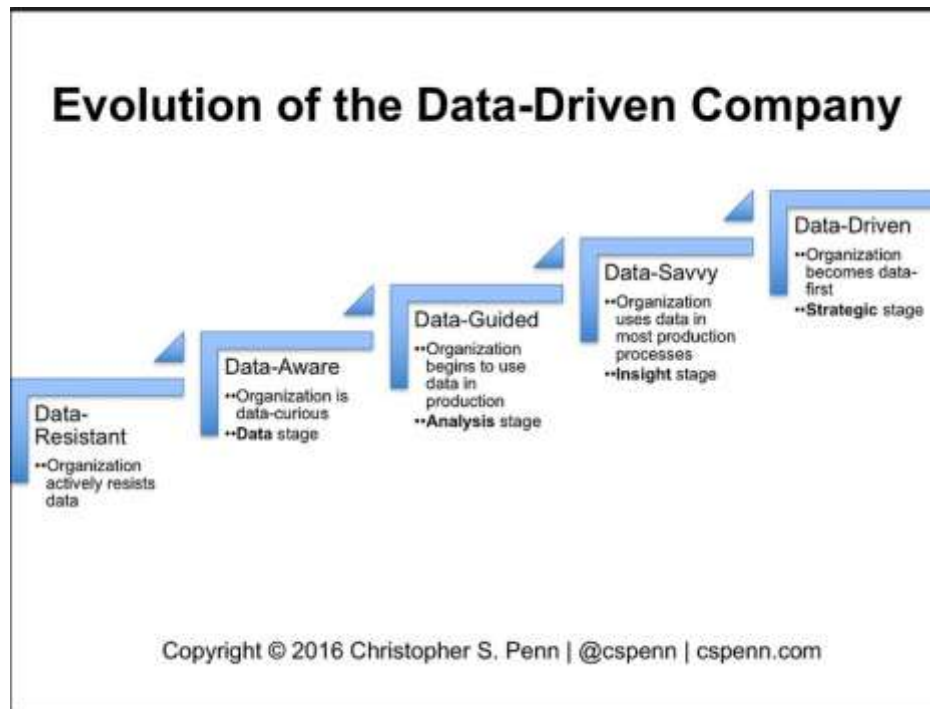 Evolution of the Data-Driven Company
Data-
Resistant
••Organization
actively resists
data
Data-Aware
••Organization is
data-curious
••Data stage
Data-Guided
••Organization
begins to use
data in
production
••Analysis stage
Data-Savvy
••Organization
uses data in
most production
processes
••Insight stage
Data-Driven
••Organization
becomes data-
first
••Strategic stage
Copyright © 2016 Christopher S. Penn | @cspenn | cspenn.com